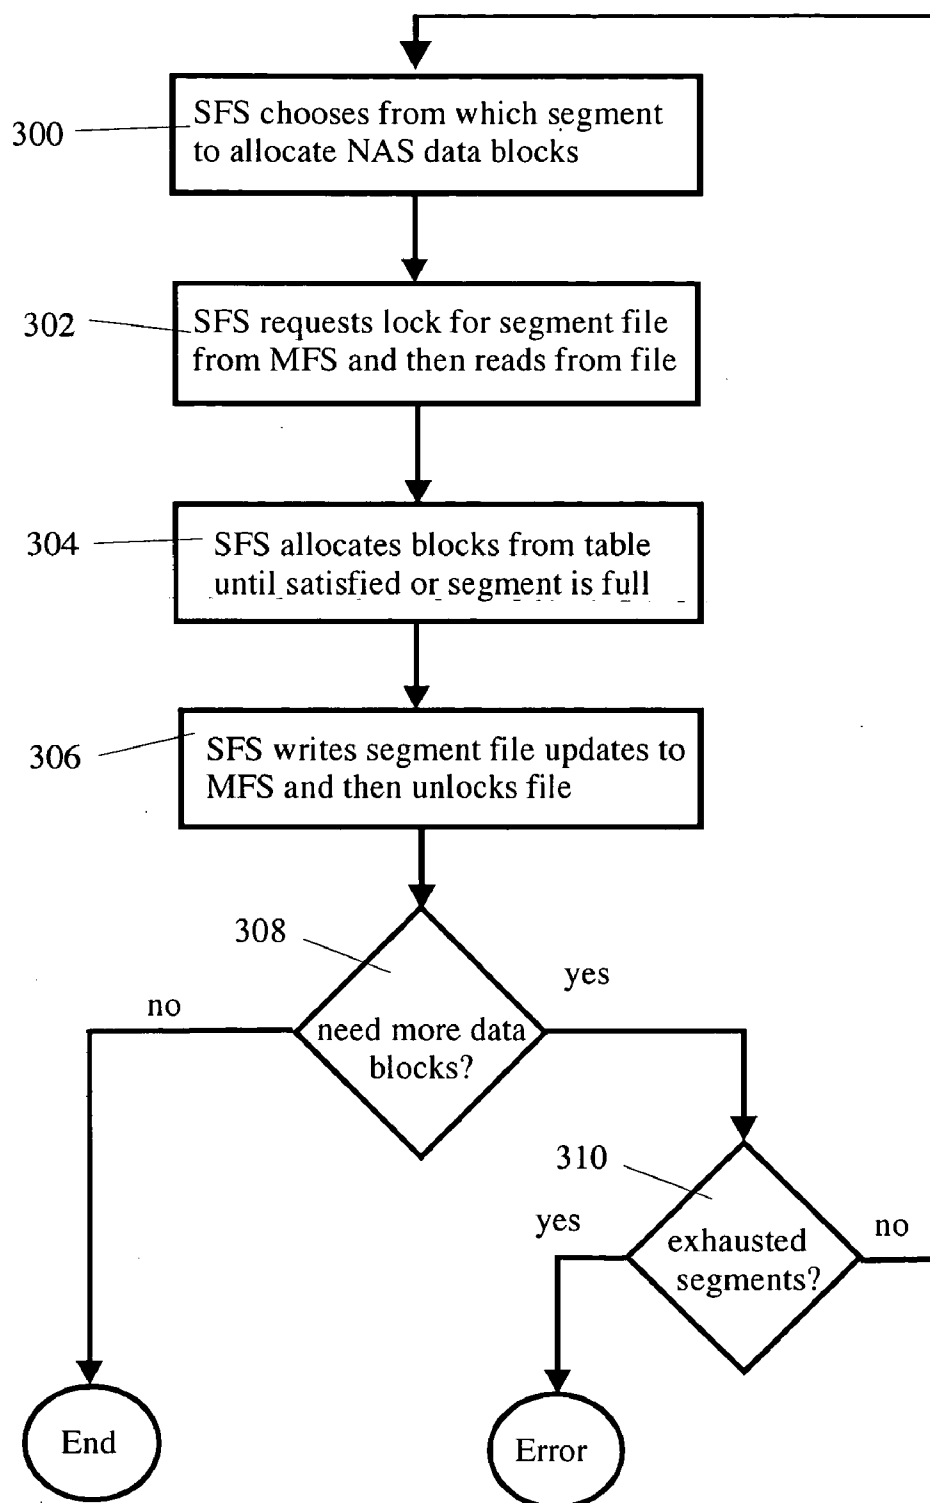 300
SFS chooses from which segment
to allocate NAS data blocks
302
SFS requests lock for segment file
from MFS and then reads from file
304
SFS allocates blocks from table
until satisfied or segment is full
306
SFS writes segment file updates to
MFS and then unlocks file
308
no
yes
need more data
blocks?
310
yes
no
exhausted
segments?
End
Error